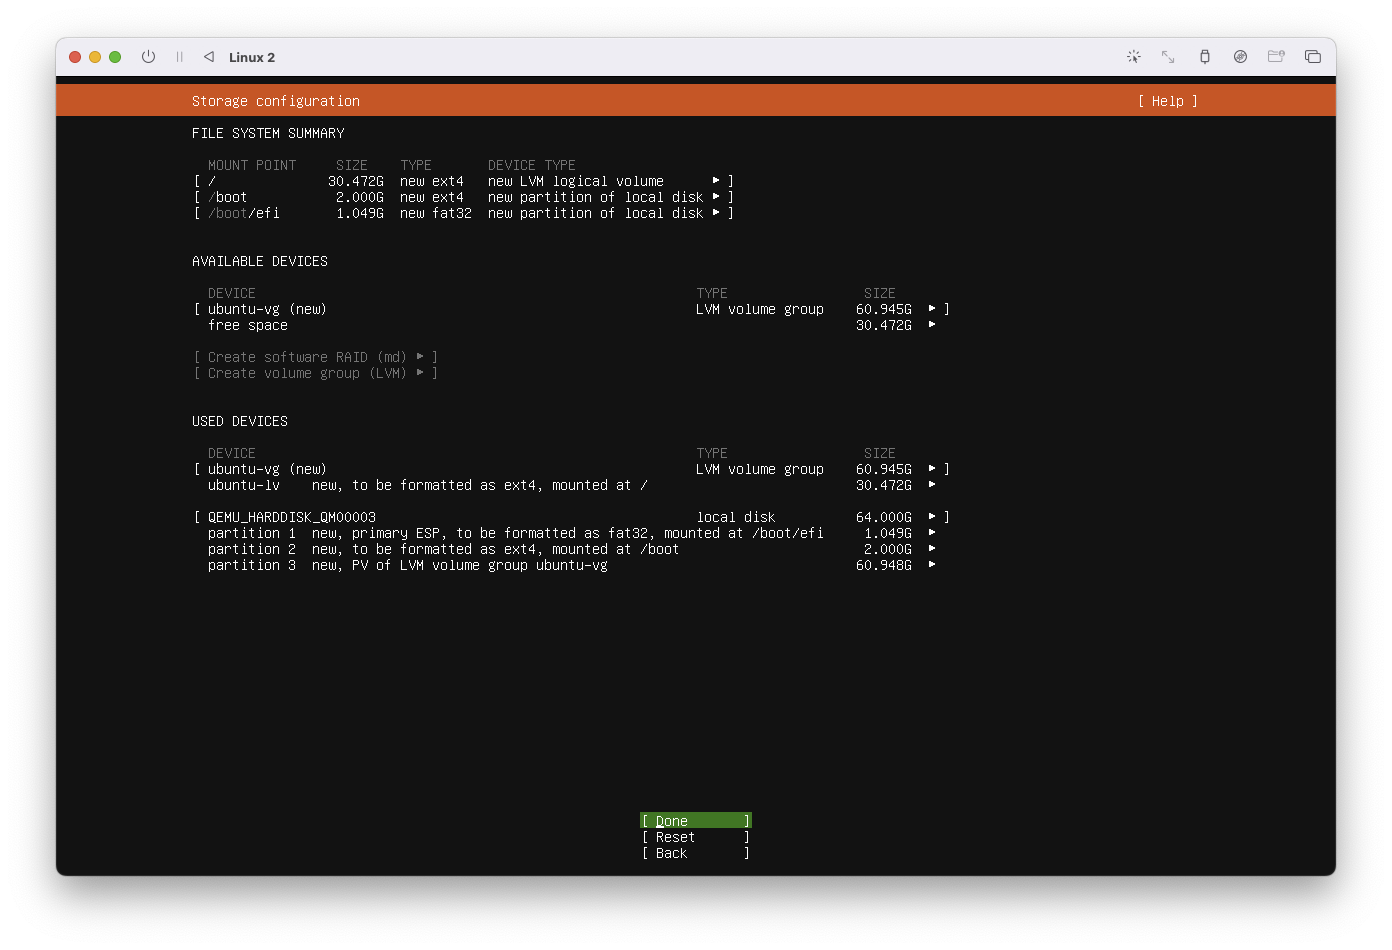 Linux 2
Storage configuration [ Help ]
FILE SYSTEM SUMMARY
MOUNT POINT SIZE TYPE DEVICE TYPE
[ / 30.472G new ext4 new LVM logical volume ▸ ]
[ /boot 2.000G new ext4 new partition of local disk ▸ ]
[ /boot/efi 1.049G new fat32 new partition of local disk ▸ ]
AVAILABLE DEVICES
DEVICE TYPE SIZE
[ ubuntu-vg (new) LVM volume group 60.945G ▸ ]
free space 30.472G ▸
[ Create software RAID (md) ▸ ]
[ Create volume group (LVM) ▸ ]
USED DEVICES
DEVICE TYPE SIZE
[ ubuntu-vg (new) LVM volume group 60.945G ▸ ]
ubuntu-lv new, to be formatted as ext4, mounted at / 30.472G ▸
[ QEMU_HARDDISK_QM00003 local disk 64.000G ▸ ]
partition 1 new, primary ESP, to be formatted as fat32, mounted at /boot/efi 1.049G ▸
partition 2 new, to be formatted as ext4, mounted at /boot 2.000G ▸
partition 3 new, PV of LVM volume group ubuntu-vg 60.948G ▸
[ Done ]
[ Reset ]
[ Back ]